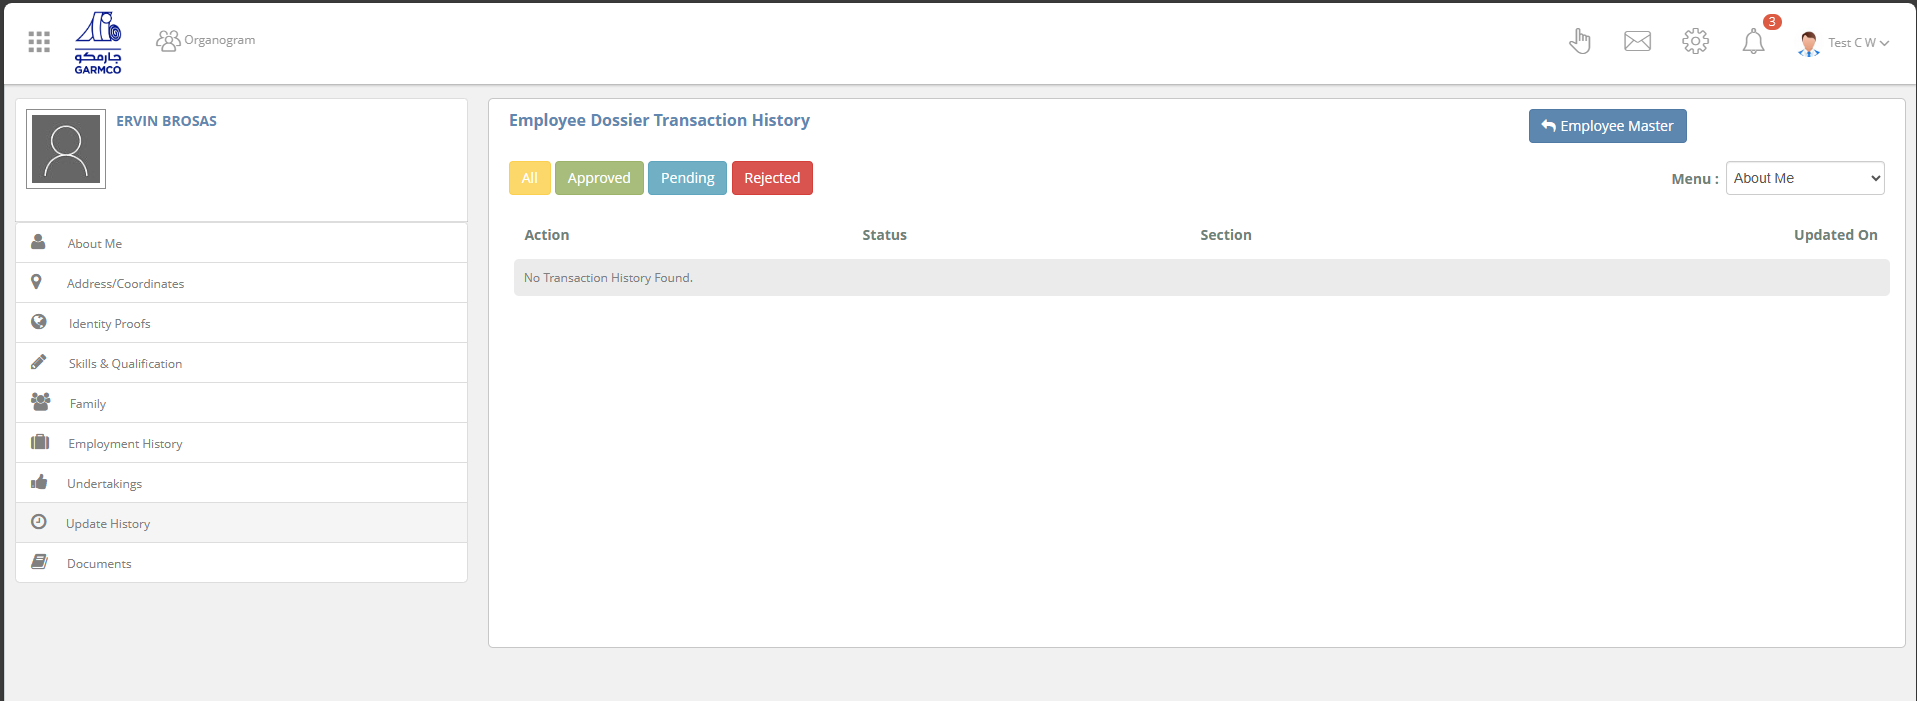 جارمكو
GARMCO
Organogram
3
Test C W
ERVIN BROSAS
About Me
Address/Coordinates
Identity Proofs
Skills & Qualification
Family
Employment History
Undertakings
Update History
Documents
Employee Dossier Transaction History
Employee Master
All Approved Pending Rejected
Menu : About Me
Action Status Section Updated On
No Transaction History Found.